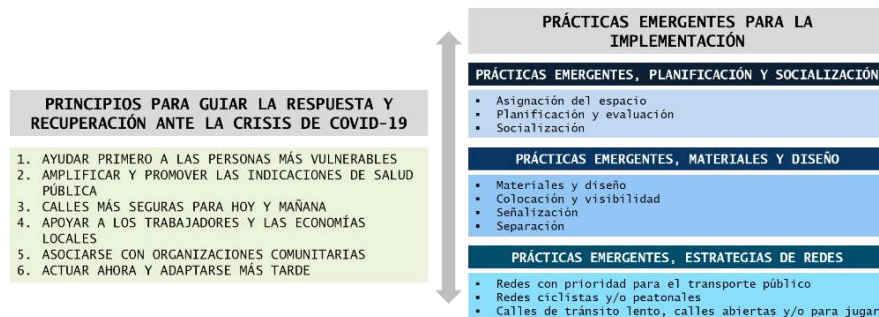 PRINCIPIOS PARA GUIAR LA RESPUESTA Y
RECUPERACIÓN ANTE LA CRISIS DE COVID-19
1. AYUDAR PRIMERO A LAS PERSONAS MÁS VULNERABLES
2. AMPLIFICAR Y PROMOVER LAS INDICACIONES DE SALUD
PÚBLICA
3. CALLES MÁS SEGURAS PARA HOY Y MAÑANA
4. APOYAR A LOS TRABAJADORES Y LAS ECONOMÍAS
LOCALES
5. ASOCIARSE CON ORGANIZACIONES COMUNITARIAS
6. ACTUAR AHORA Y ADAPTARSE MÁS TARDE
PRÁCTICAS EMERGENTES PARA LA
IMPLEMENTACIÓN
PRÁCTICAS EMERGENTES, PLANIFICACIÓN Y SOCIALIZACIÓN
▪ Asignación del espacio
▪ Planificación y evaluación
▪ Socialización
PRÁCTICAS EMERGENTES, MATERIALES Y DISEÑO
▪ Materiales y diseño
▪ Colocación y visibilidad
▪ Señalización
▪ Separación
PRÁCTICAS EMERGENTES, ESTRATEGIAS DE REDES
▪ Redes con prioridad para el transporte público
▪ Redes ciclistas y/o peatonales
▪ Calles de tránsito lento, calles abiertas y/o para jugar